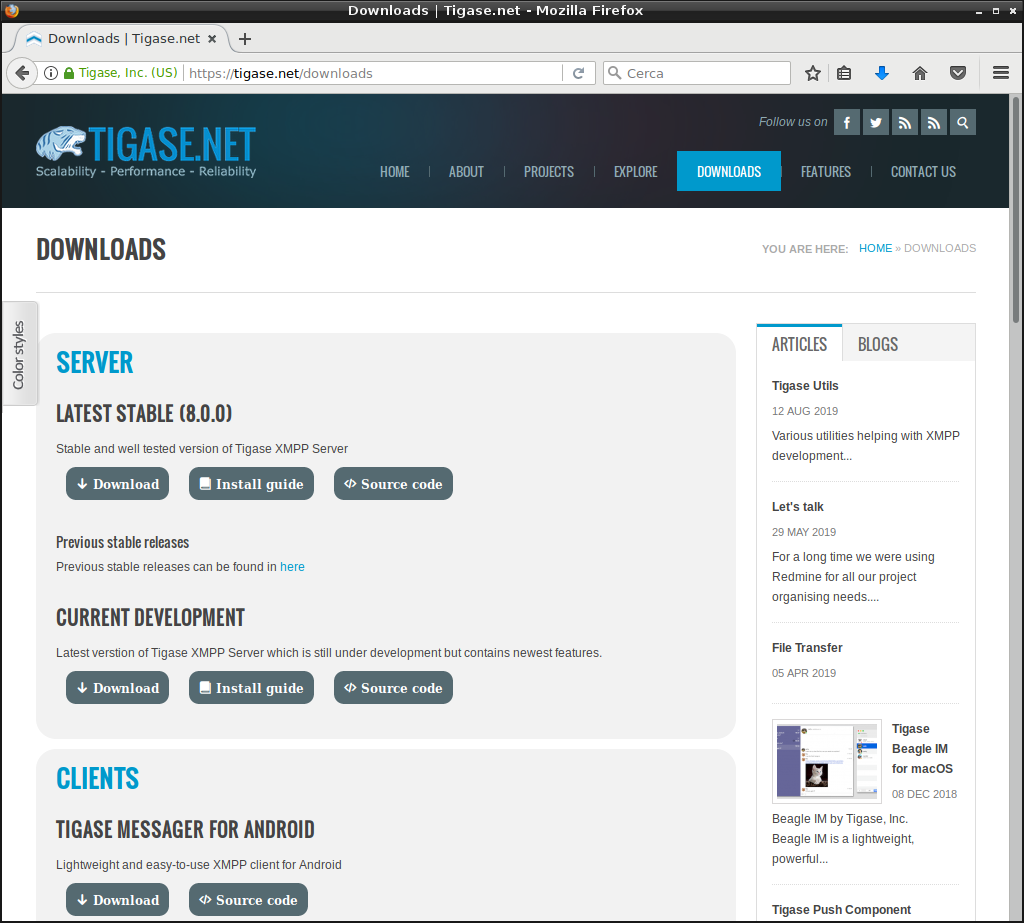 Downloads | Tigase.net - Mozilla Firefox
Downloads | Tigase.net
Tigase, Inc. (US)
https://tigase.net/downloads
Cerca
Follow us on
TIGASE.NET
Scalability - Performance - Reliability
HOME
ABOUT
PROJECTS
EXPLORE
DOWNLOADS
FEATURES
CONTACT US
DOWNLOADS
YOU ARE HERE: HOME » DOWNLOADS
Color styles
SERVER
LATEST STABLE (8.0.0)
Stable and well tested version of Tigase XMPP Server
Download
Install guide
Source code
Previous stable releases
Previous stable releases can be found in here
CURRENT DEVELOPMENT
Latest verstion of Tigase XMPP Server which is still under development but contains newest features.
Download
Install guide
Source code
CLIENTS
TIGASE MESSAGER FOR ANDROID
Lightweight and easy-to-use XMPP client for Android
Download
Source code
ARTICLES
BLOGS
Tigase Utils
12 AUG 2019
Various utilities helping with XMPP
development...
Let's talk
29 MAY 2019
For a long time we were using
Redmine for all our project
organising needs....
File Transfer
05 APR 2019
Tigase
Beagle IM
for macOS
08 DEC 2018
Beagle IM by Tigase, Inc.
Beagle IM is a lightweight,
powerful...
Tigase Push Component